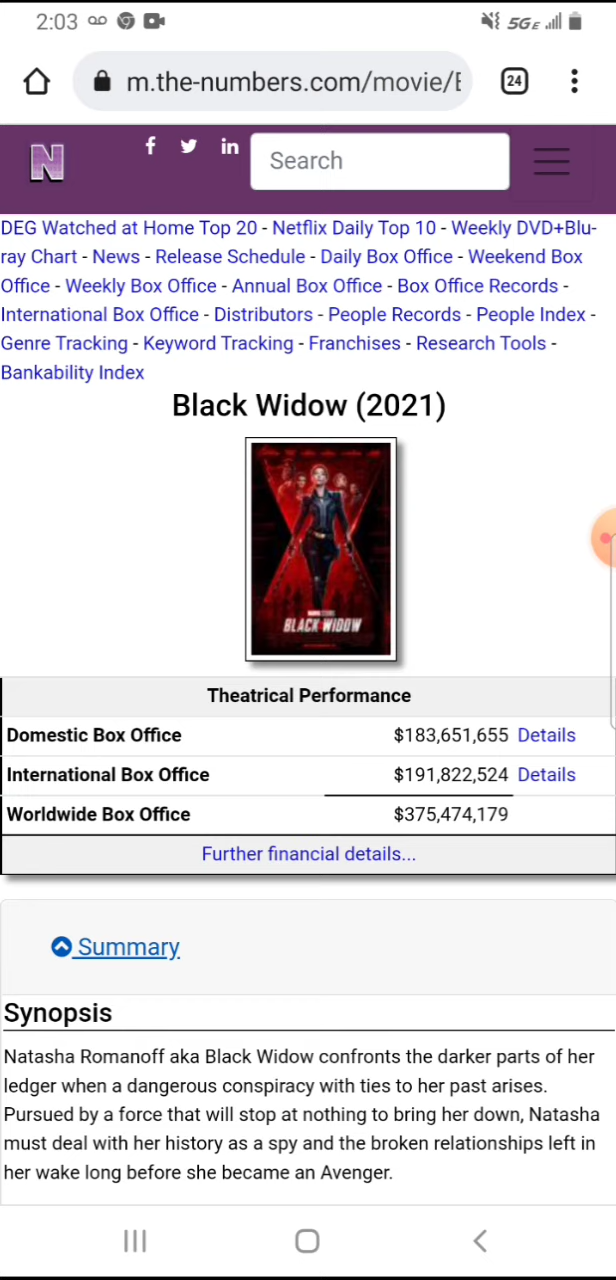 2:03
5GE
m.the-numbers.com/movie/E
24
N
f
in
Search
DEG Watched at Home Top 20 - Netflix Daily Top 10 - Weekly DVD+Blu-
ray Chart - News - Release Schedule - Daily Box Office - Weekend Box
Office - Weekly Box Office - Annual Box Office - Box Office Records -
International Box Office - Distributors - People Records - People Index -
Genre Tracking - Keyword Tracking - Franchises - Research Tools -
Bankability Index
Black Widow (2021)
BLACK WIDOW
Theatrical Performance
Domestic Box Office $183,651,655 Details
International Box Office $191,822,524 Details
Worldwide Box Office $375,474,179
Further financial details...
Summary
Synopsis
Natasha Romanoff aka Black Widow confronts the darker parts of her
ledger when a dangerous conspiracy with ties to her past arises.
Pursued by a force that will stop at nothing to bring her down, Natasha
must deal with her history as a spy and the broken relationships left in
her wake long before she became an Avenger.